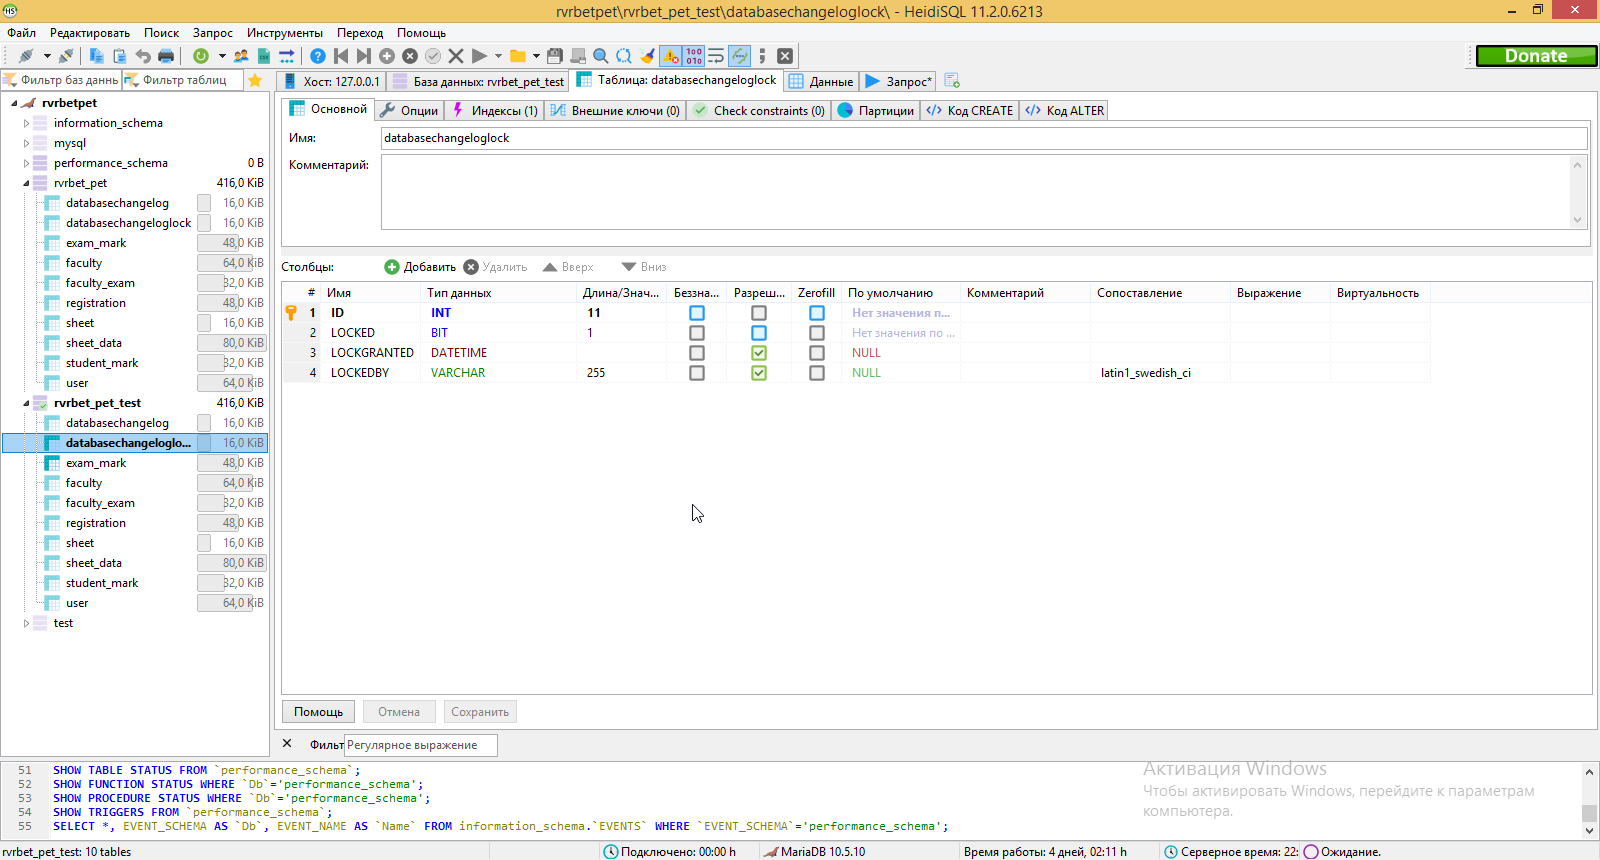 rvrbetpet\rvrbet_pet_test\databasechangeloglock\ - HeidiSQL 11.2.0.6213
Файл Редактировать Поиск Запрос Инструменты Переход Помощь
Donate
Фильтр баз даннь Фильтр таблиц
Хост: 127.0.0.1 База данных: rvrbet_pet_test Таблица: databasechangeloglock Данные Запрос*
rvrbetpet
information_schema
mysql
performance_schema 0 B
rvrbet_pet 416,0 KiB
databasechangelog 16,0 KiB
databasechangeloglock 16,0 KiB
exam_mark 48,0 KiB
faculty 64,0 KiB
faculty_exam 32,0 KiB
registration 48,0 KiB
sheet 16,0 KiB
sheet_data 80,0 KiB
student_mark 32,0 KiB
user 64,0 KiB
rvrbet_pet_test 416,0 KiB
databasechangelog 16,0 KiB
databasechangeloglo... 16,0 KiB
exam_mark 48,0 KiB
faculty 64,0 KiB
faculty_exam 32,0 KiB
registration 48,0 KiB
sheet 16,0 KiB
sheet_data 80,0 KiB
student_mark 32,0 KiB
user 64,0 KiB
test
Основной Опции Индексы (1) Внешние ключи (0) Check constraints (0) Партиции Код CREATE Код ALTER
Имя: databasechangeloglock
Комментарий:
Столбцы: Добавить Удалить Вверх Вниз
# Имя Тип данных Длина/Знач... Беззна... Разреш... Zerofill По умолчанию Комментарий Сопоставление Выражение Виртуальность
1 ID INT 11 Нет значения п...
2 LOCKED BIT 1 Нет значения по ...
3 LOCKGRANTED DATETIME NULL
4 LOCKEDBY VARCHAR 255 NULL latin1_swedish_ci
Помощь Отмена Сохранить
Фильт Регулярное выражение
51 SHOW TABLE STATUS FROM `performance_schema`;
52 SHOW FUNCTION STATUS WHERE `Db`='performance_schema';
53 SHOW PROCEDURE STATUS WHERE `Db`='performance_schema';
54 SHOW TRIGGERS FROM `performance_schema`;
55 SELECT *, EVENT_SCHEMA AS `Db`, EVENT_NAME AS `Name` FROM information_schema.`EVENTS` WHERE `EVENT_SCHEMA`='performance_schema';
Активация Windows
Чтобы активировать Windows, перейдите к параметрам
компьютера.
rvrbet_pet_test: 10 tables Подключено: 00:00 h MariaDB 10.5.10 Время работы: 4 дней, 02:11 h Серверное время: 22: Ожидание.